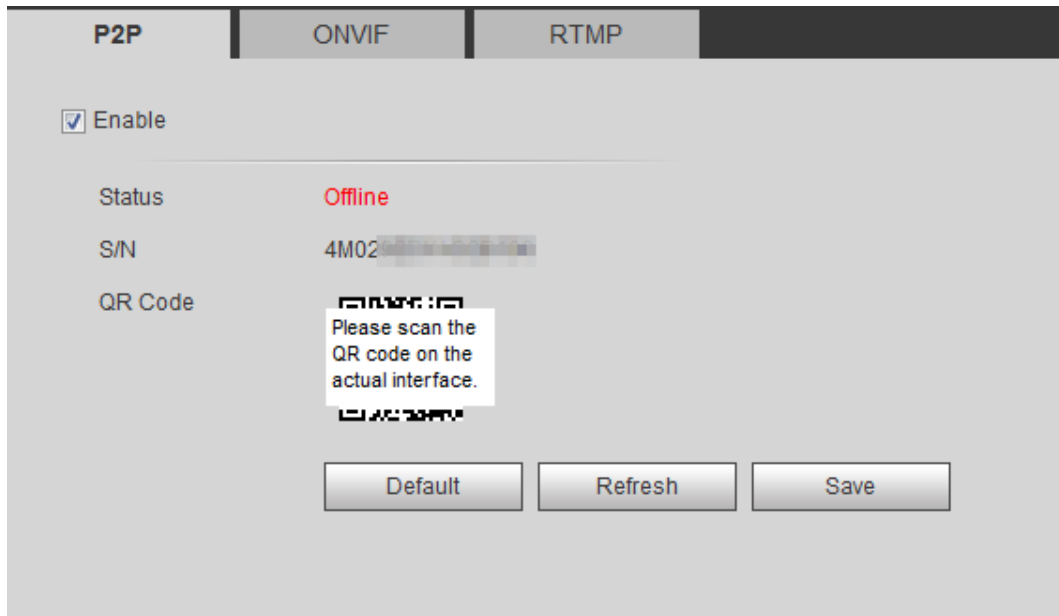 P2P ONVIF RTMP
Enable
Status Offline
S/N 4M02
QR Code
Please scan the
QR code on the
actual interface.
Default Refresh Save